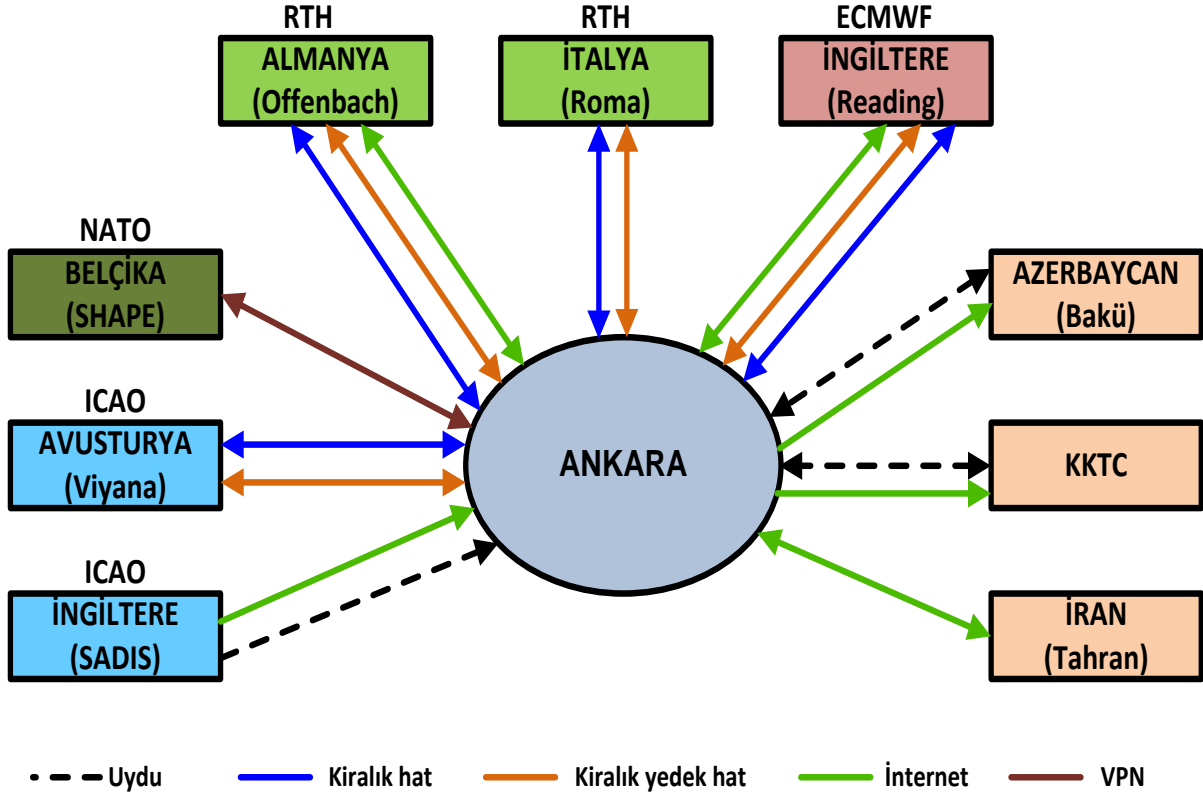 RTH
ALMANYA
(Offenbach)
RTH
İTALYA
(Roma)
ECMWF
İNGİLTERE
(Reading)
NATO
BELÇİKA
(SHAPE)
AZERBAYCAN
(Bakü)
ICAO
AVUSTURYA
(Viyana)
ANKARA
KKTC
ICAO
İNGİLTERE
(SADIS)
İRAN
(Tahran)
Uydu
Kiralık hat
Kiralık yedek hat
İnternet
VPN